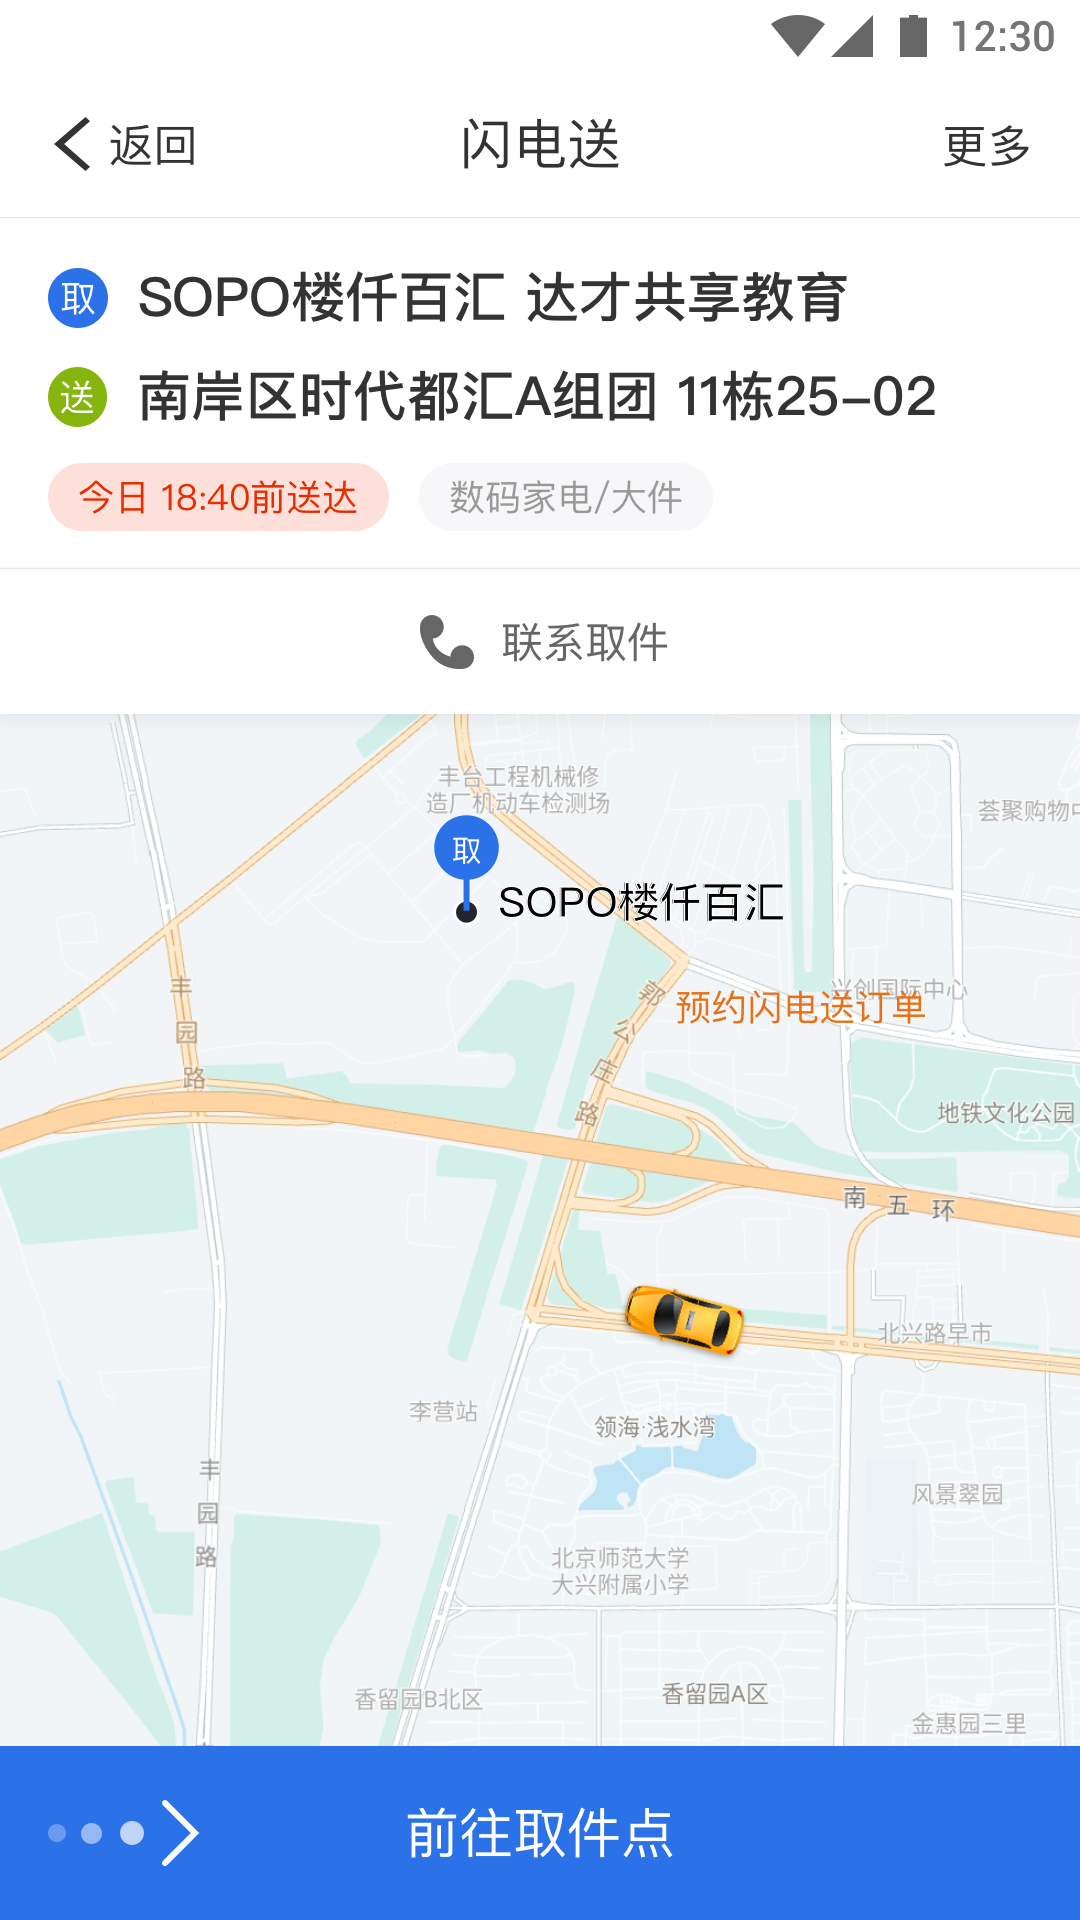 12:30
返回
闪电送
更多
取 SOPO楼仟百汇 达才共享教育
送 南岸区时代都汇A组团 11栋25-02
今日 18:40前送达
数码家电/大件
联系取件
丰台工程机械修
造厂机动车检测场
荟聚购物中
取
SOPO楼仟百汇
兴创国际中心
预约闪电送订单
丰园路
郭公庄路
地铁文化公园
南五环
北兴路早市
李营站
领海·浅水湾
丰园路
风景翠园
北京师范大学
大兴附属小学
香留园B北区
香留园A区
金惠园三里
前往取件点